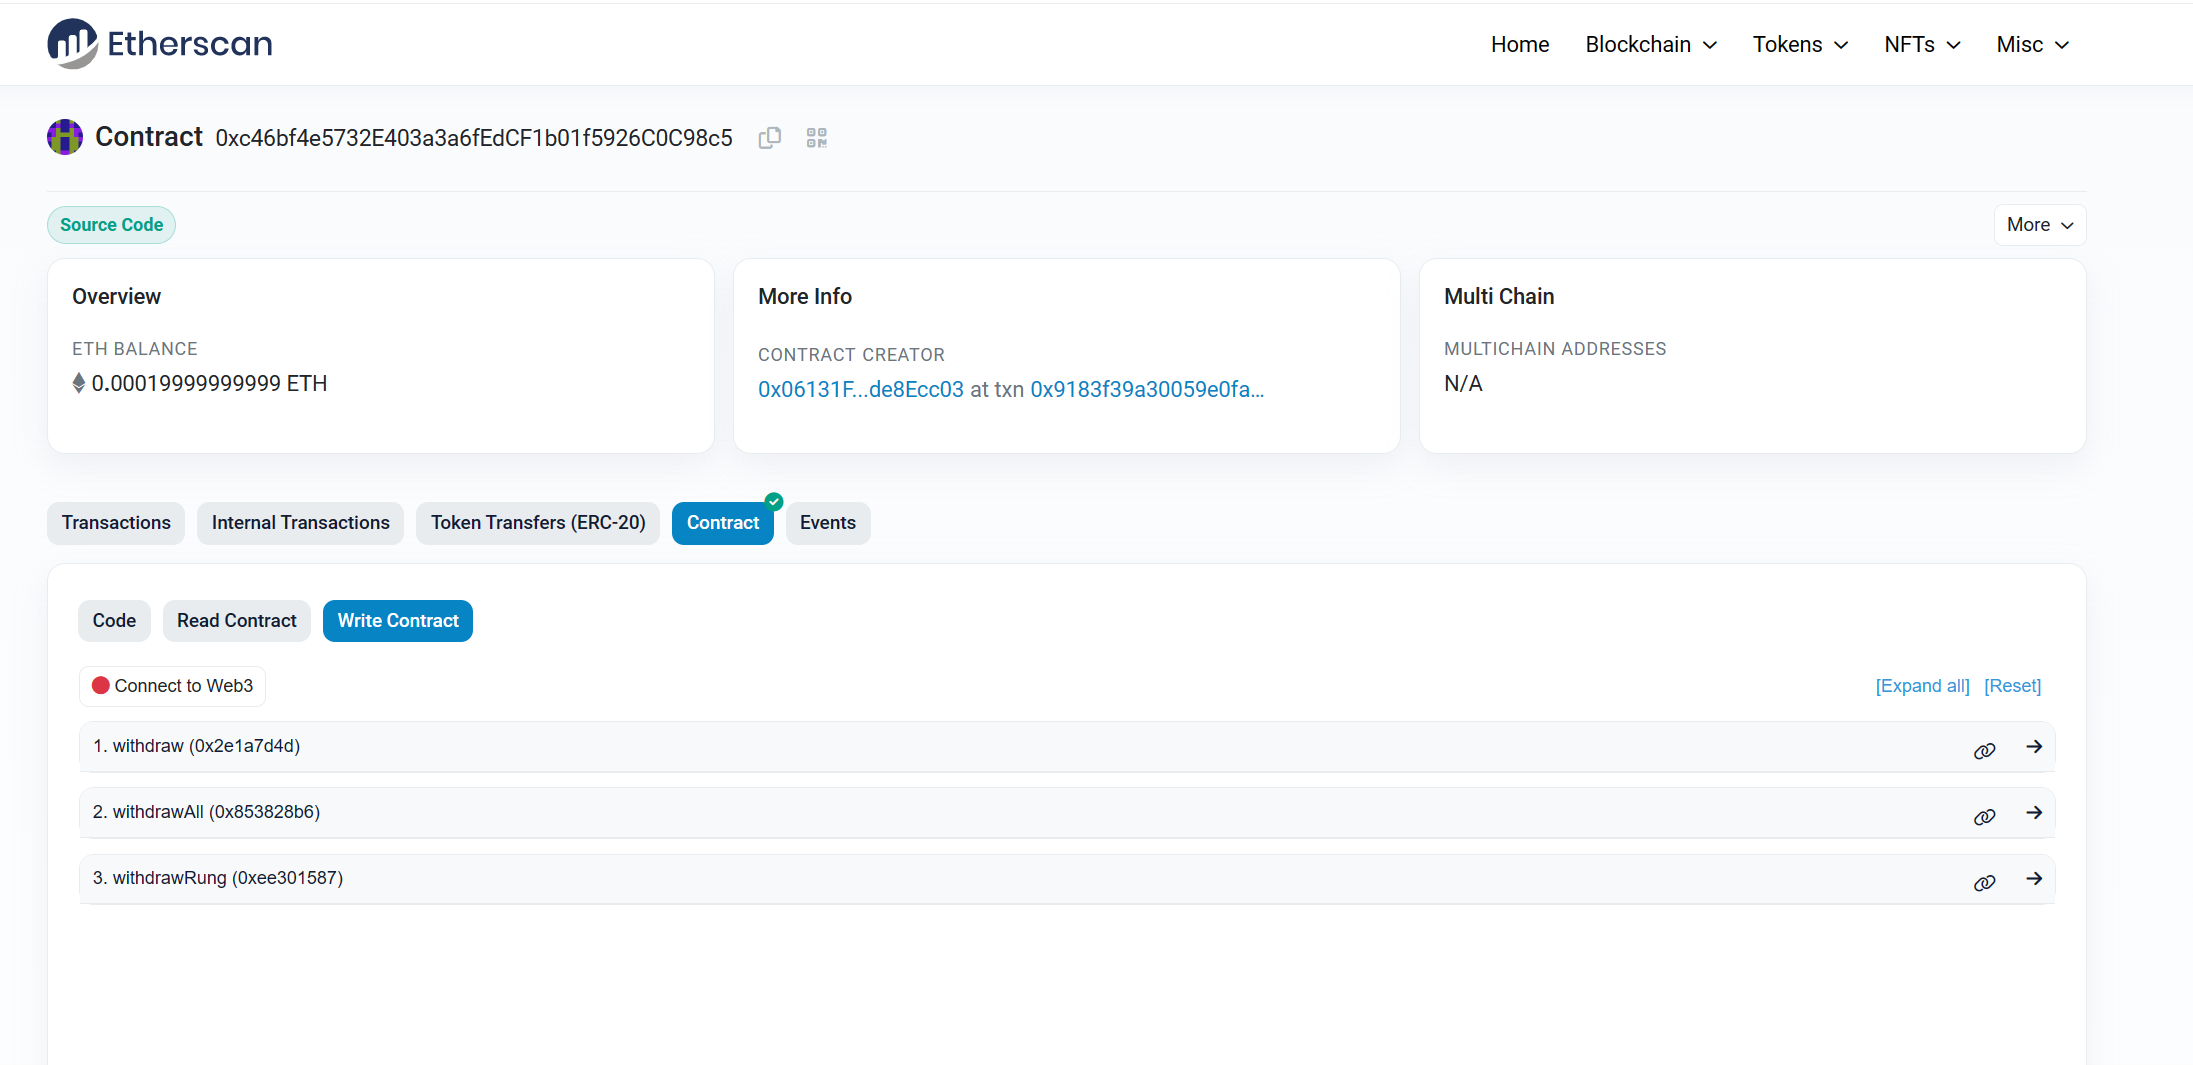 Etherscan
Home Blockchain Tokens NFTs Misc
Contract 0xc46bf4e5732E403a3a6fEdCF1b01f5926C0C98c5
Source Code
More
Overview
ETH BALANCE
0.00019999999999 ETH
More Info
CONTRACT CREATOR
0x06131F...de8Ecc03 at txn 0x9183f39a30059e0fa...
Multi Chain
MULTICHAIN ADDRESSES
N/A
Transactions Internal Transactions Token Transfers (ERC-20) Contract Events
Code Read Contract Write Contract
Connect to Web3
[Expand all] [Reset]
1. withdraw (0x2e1a7d4d)
2. withdrawAll (0x853828b6)
3. withdrawRung (0xee301587)